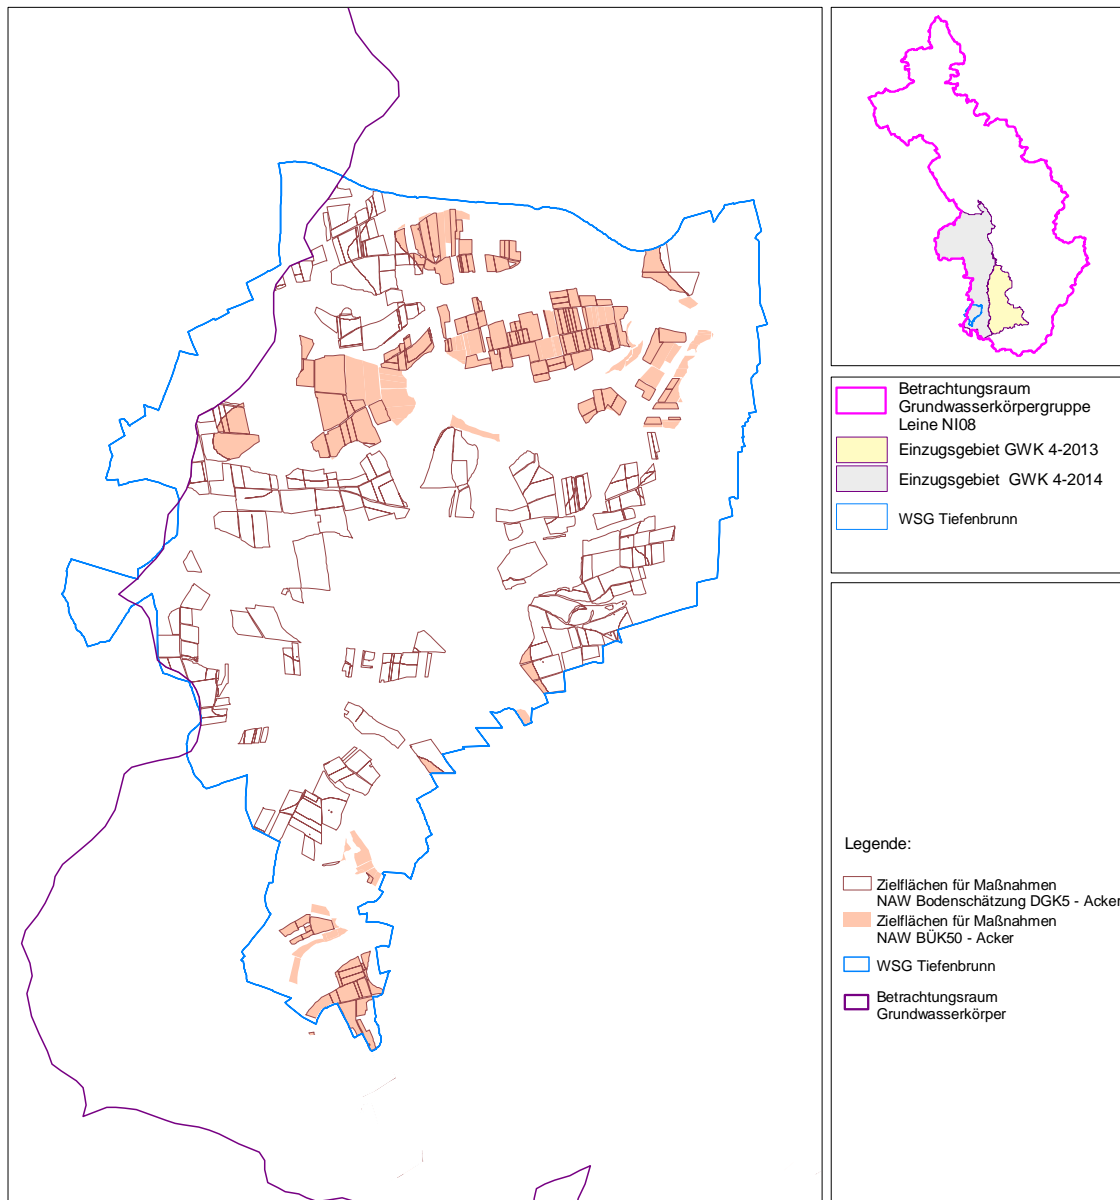 Betrachtungsraum
Grundwasserkörpergruppe
Leine NI08
Einzugsgebiet GWK 4-2013
Einzugsgebiet GWK 4-2014
WSG Tiefenbrunn
Legende:
Zielflächen für Maßnahmen
NAW Bodenschätzung DGK5 - Acker
Zielflächen für Maßnahmen
NAW BÜK50 - Acker
WSG Tiefenbrunn
Betrachtungsraum
Grundwasserkörper